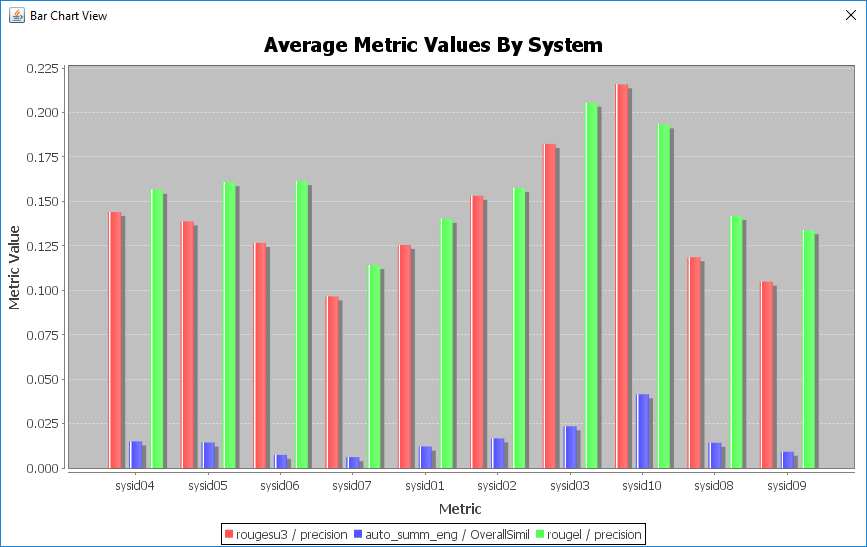 Bar Chart View
Average Metric Values By System
0.225
0.200
0.175
0.150
0.125
0.100
0.075
0.050
0.025
0.000
Metric Value
sysid04 sysid05 sysid06 sysid07 sysid01 sysid02 sysid03 sysid10 sysid08 sysid09
Metric
rougesu3 / precision auto_summ_eng / OverallSimil rougel / precision